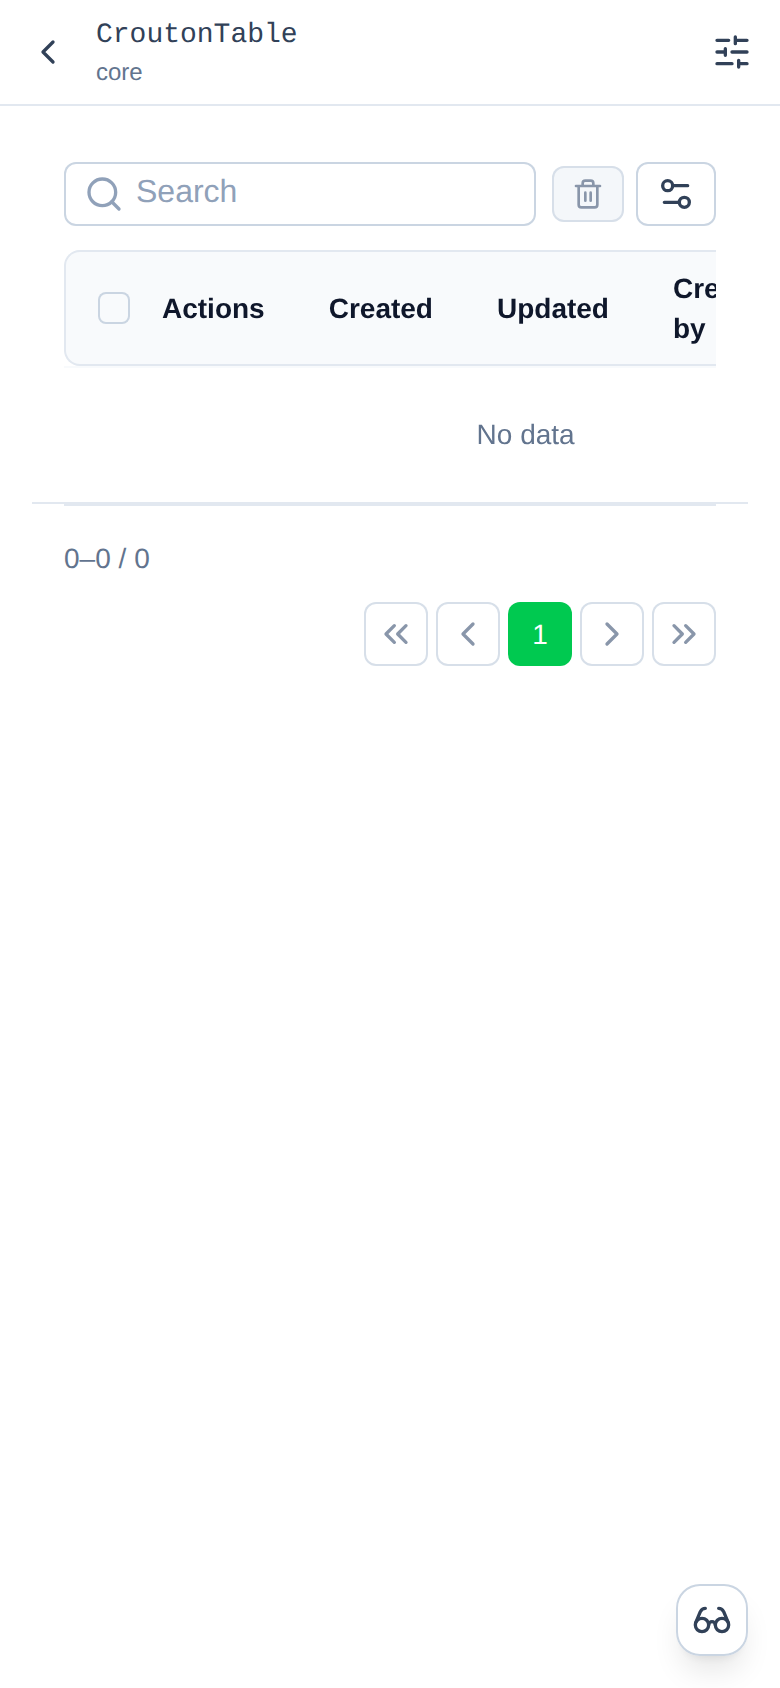 CroutonTable
core
Search
Actions Created Updated Cre
by
No data
0–0 / 0
1